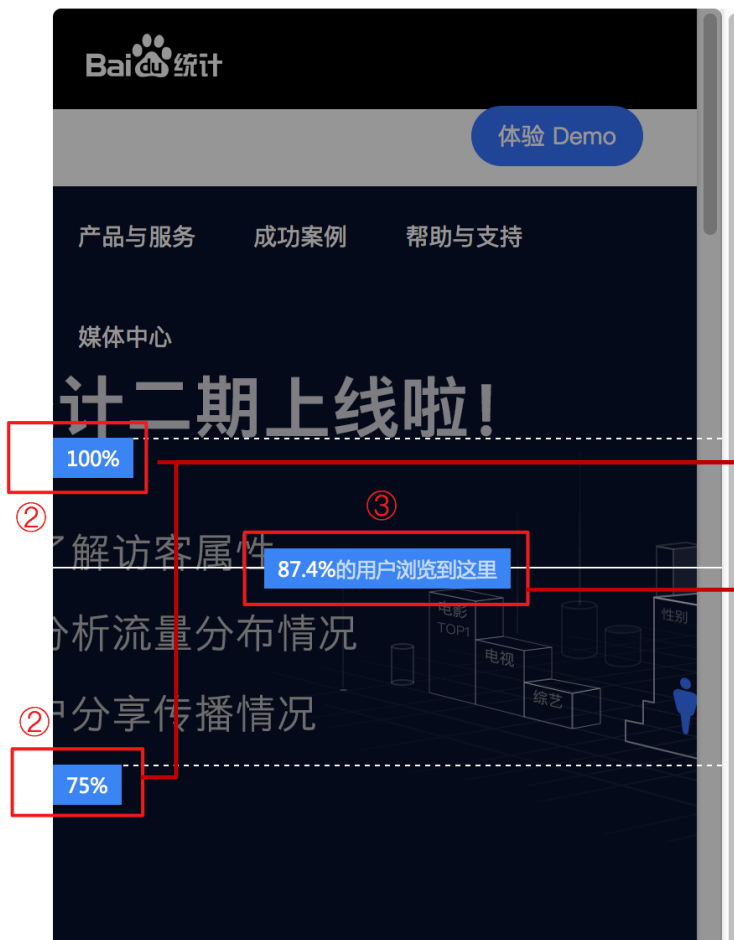 Baidu统计
体验 Demo
产品与服务 成功案例 帮助与支持
媒体中心
计二期上线啦！
100%
②
③
了解访客属性
87.4%的用户浏览到这里
分析流量分布情况
电影
TOP1
性别
电视
综艺
②
户分享传播情况
75%